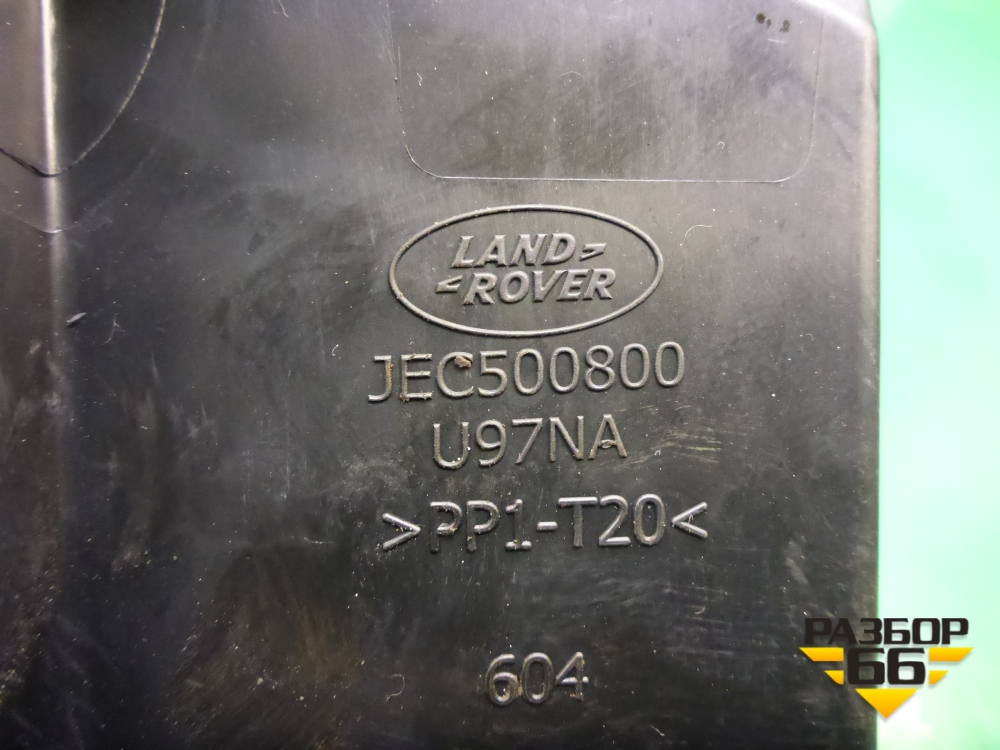 LAND
ROVER
JEC500800
U97NA
>PP1-T20<
604
РАЗБОР
66